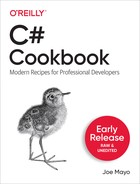 O'REILLY®
C#
Cookbook
Modern Recipes for Professional Developers
Early
Release
RAW &
UNEDITED
Joe Mayo